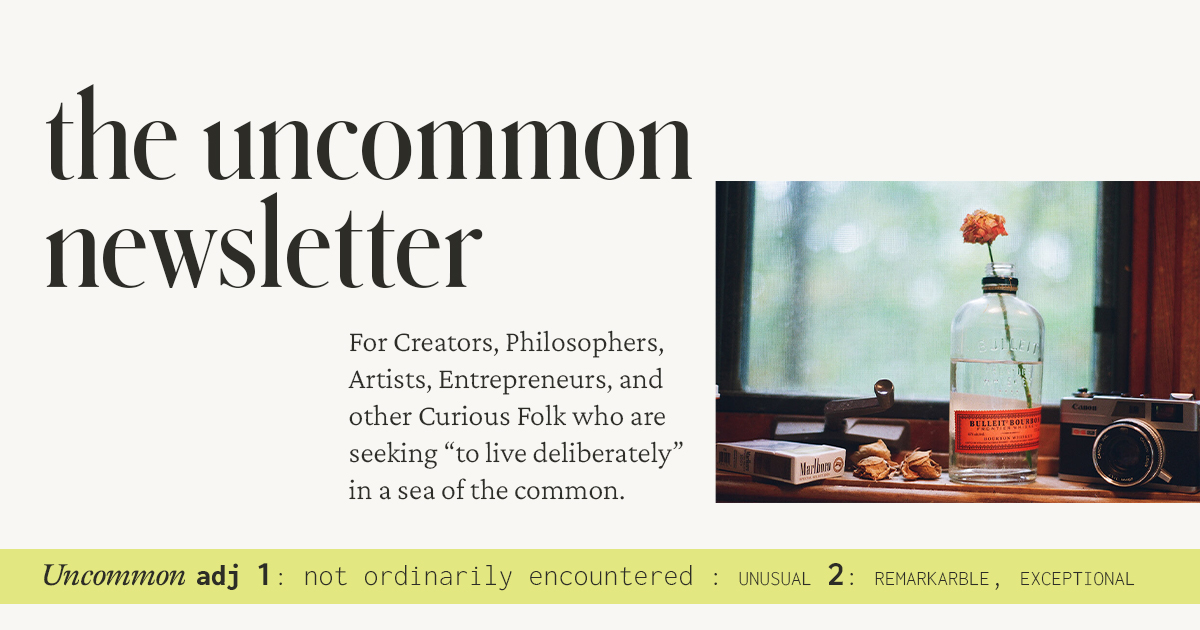 the uncommon
newsletter
For Creators, Philosophers,
Artists, Entrepreneurs, and
other Curious Folk who are
seeking “to live deliberately”
in a sea of the common.
BULLEIT
BULLEIT BOURBON
FRONTIER WHISKEY
Canon
Marlboro
Uncommon adj 1: not ordinarily encountered : UNUSUAL 2: REMARKARBLE, EXCEPTIONAL